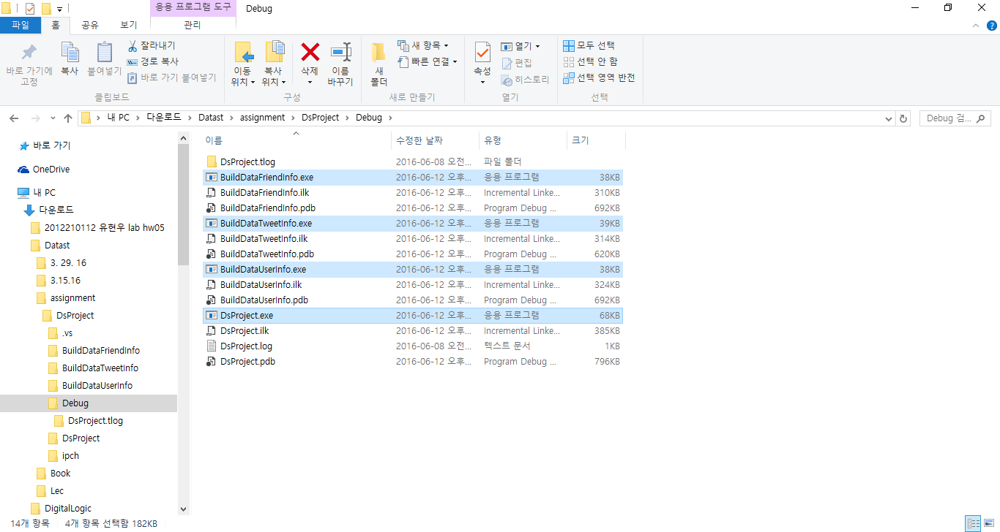 응용 프로그램 도구 Debug
파일 홈 공유 보기 관리
바로 가기에 고정
복사
붙여넣기
잘라내기
경로 복사
바로 가기 붙여넣기
클립보드
이동 위치
복사 위치
삭제
이름 바꾸기
구성
새 폴더
새 항목
빠른 연결
새로 만들기
속성
열기
편집
히스토리
열기
모두 선택
선택 안 함
선택 영역 반전
선택
내 PC 다운로드 Datast assignment DsProject Debug
Debug 검...
바로 가기
OneDrive
내 PC
다운로드
2012210112 유현우 lab hw05
Datast
3. 29. 16
3.15.16
assignment
DsProject
.vs
BuildDataFriendInfo
BuildDataTweetInfo
BuildDataUserInfo
Debug
DsProject.tlog
DsProject
ipch
Book
Lec
DigitalLogic
이름 수정한 날짜 유형 크기
DsProject.tlog 2016-06-08 오전... 파일 폴더
BuildDataFriendInfo.exe 2016-06-12 오후... 응용 프로그램 38KB
BuildDataFriendInfo.ilk 2016-06-12 오후... Incremental Linke... 310KB
BuildDataFriendInfo.pdb 2016-06-12 오후... Program Debug ... 692KB
BuildDataTweetInfo.exe 2016-06-12 오후... 응용 프로그램 39KB
BuildDataTweetInfo.ilk 2016-06-12 오후... Incremental Linke... 314KB
BuildDataTweetInfo.pdb 2016-06-12 오후... Program Debug ... 620KB
BuildDataUserInfo.exe 2016-06-12 오후... 응용 프로그램 38KB
BuildDataUserInfo.ilk 2016-06-12 오후... Incremental Linke... 324KB
BuildDataUserInfo.pdb 2016-06-12 오후... Program Debug ... 692KB
DsProject.exe 2016-06-12 오후... 응용 프로그램 68KB
DsProject.ilk 2016-06-12 오후... Incremental Linke... 385KB
DsProject.log 2016-06-08 오전... 텍스트 문서 1KB
DsProject.pdb 2016-06-12 오후... Program Debug ... 796KB
14개 항목 4개 항목 선택함 182KB